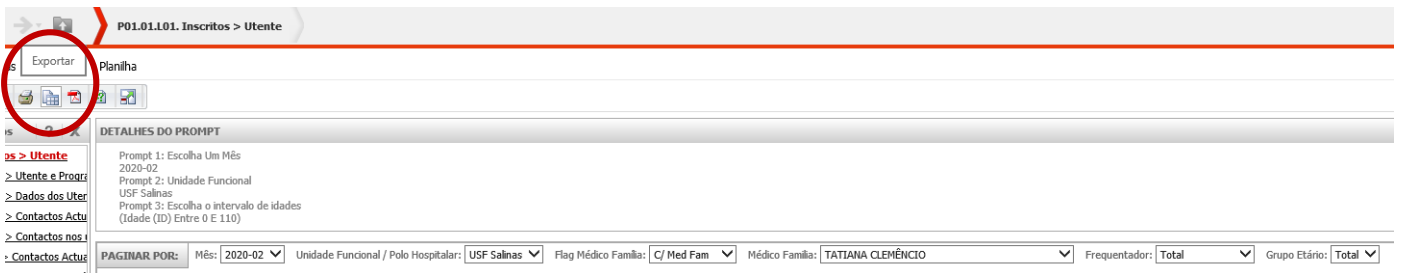 P01.01.L01. Inscritos > Utente
Exportar
Planilha
DETALHES DO PROMPT
> Utente
> Utente e Progra
> Dados dos Uter
> Contactos Actu
> Contactos nos
Contactos Actua
Prompt 1: Escolha Um Mês
2020-02
Prompt 2: Unidade Funcional
USF Salinas
Prompt 3: Escolha o intervalo de idades
(Idade (ID) Entre 0 E 110)
PAGINAR POR: Mês: 2020-02 Unidade Funcional / Polo Hospitalar: USF Salinas Flag Médico Família: C/ Med Fam Médico Família: TATIANA CLEMÊNCIO Frequentador: Total Grupo Etário: Total